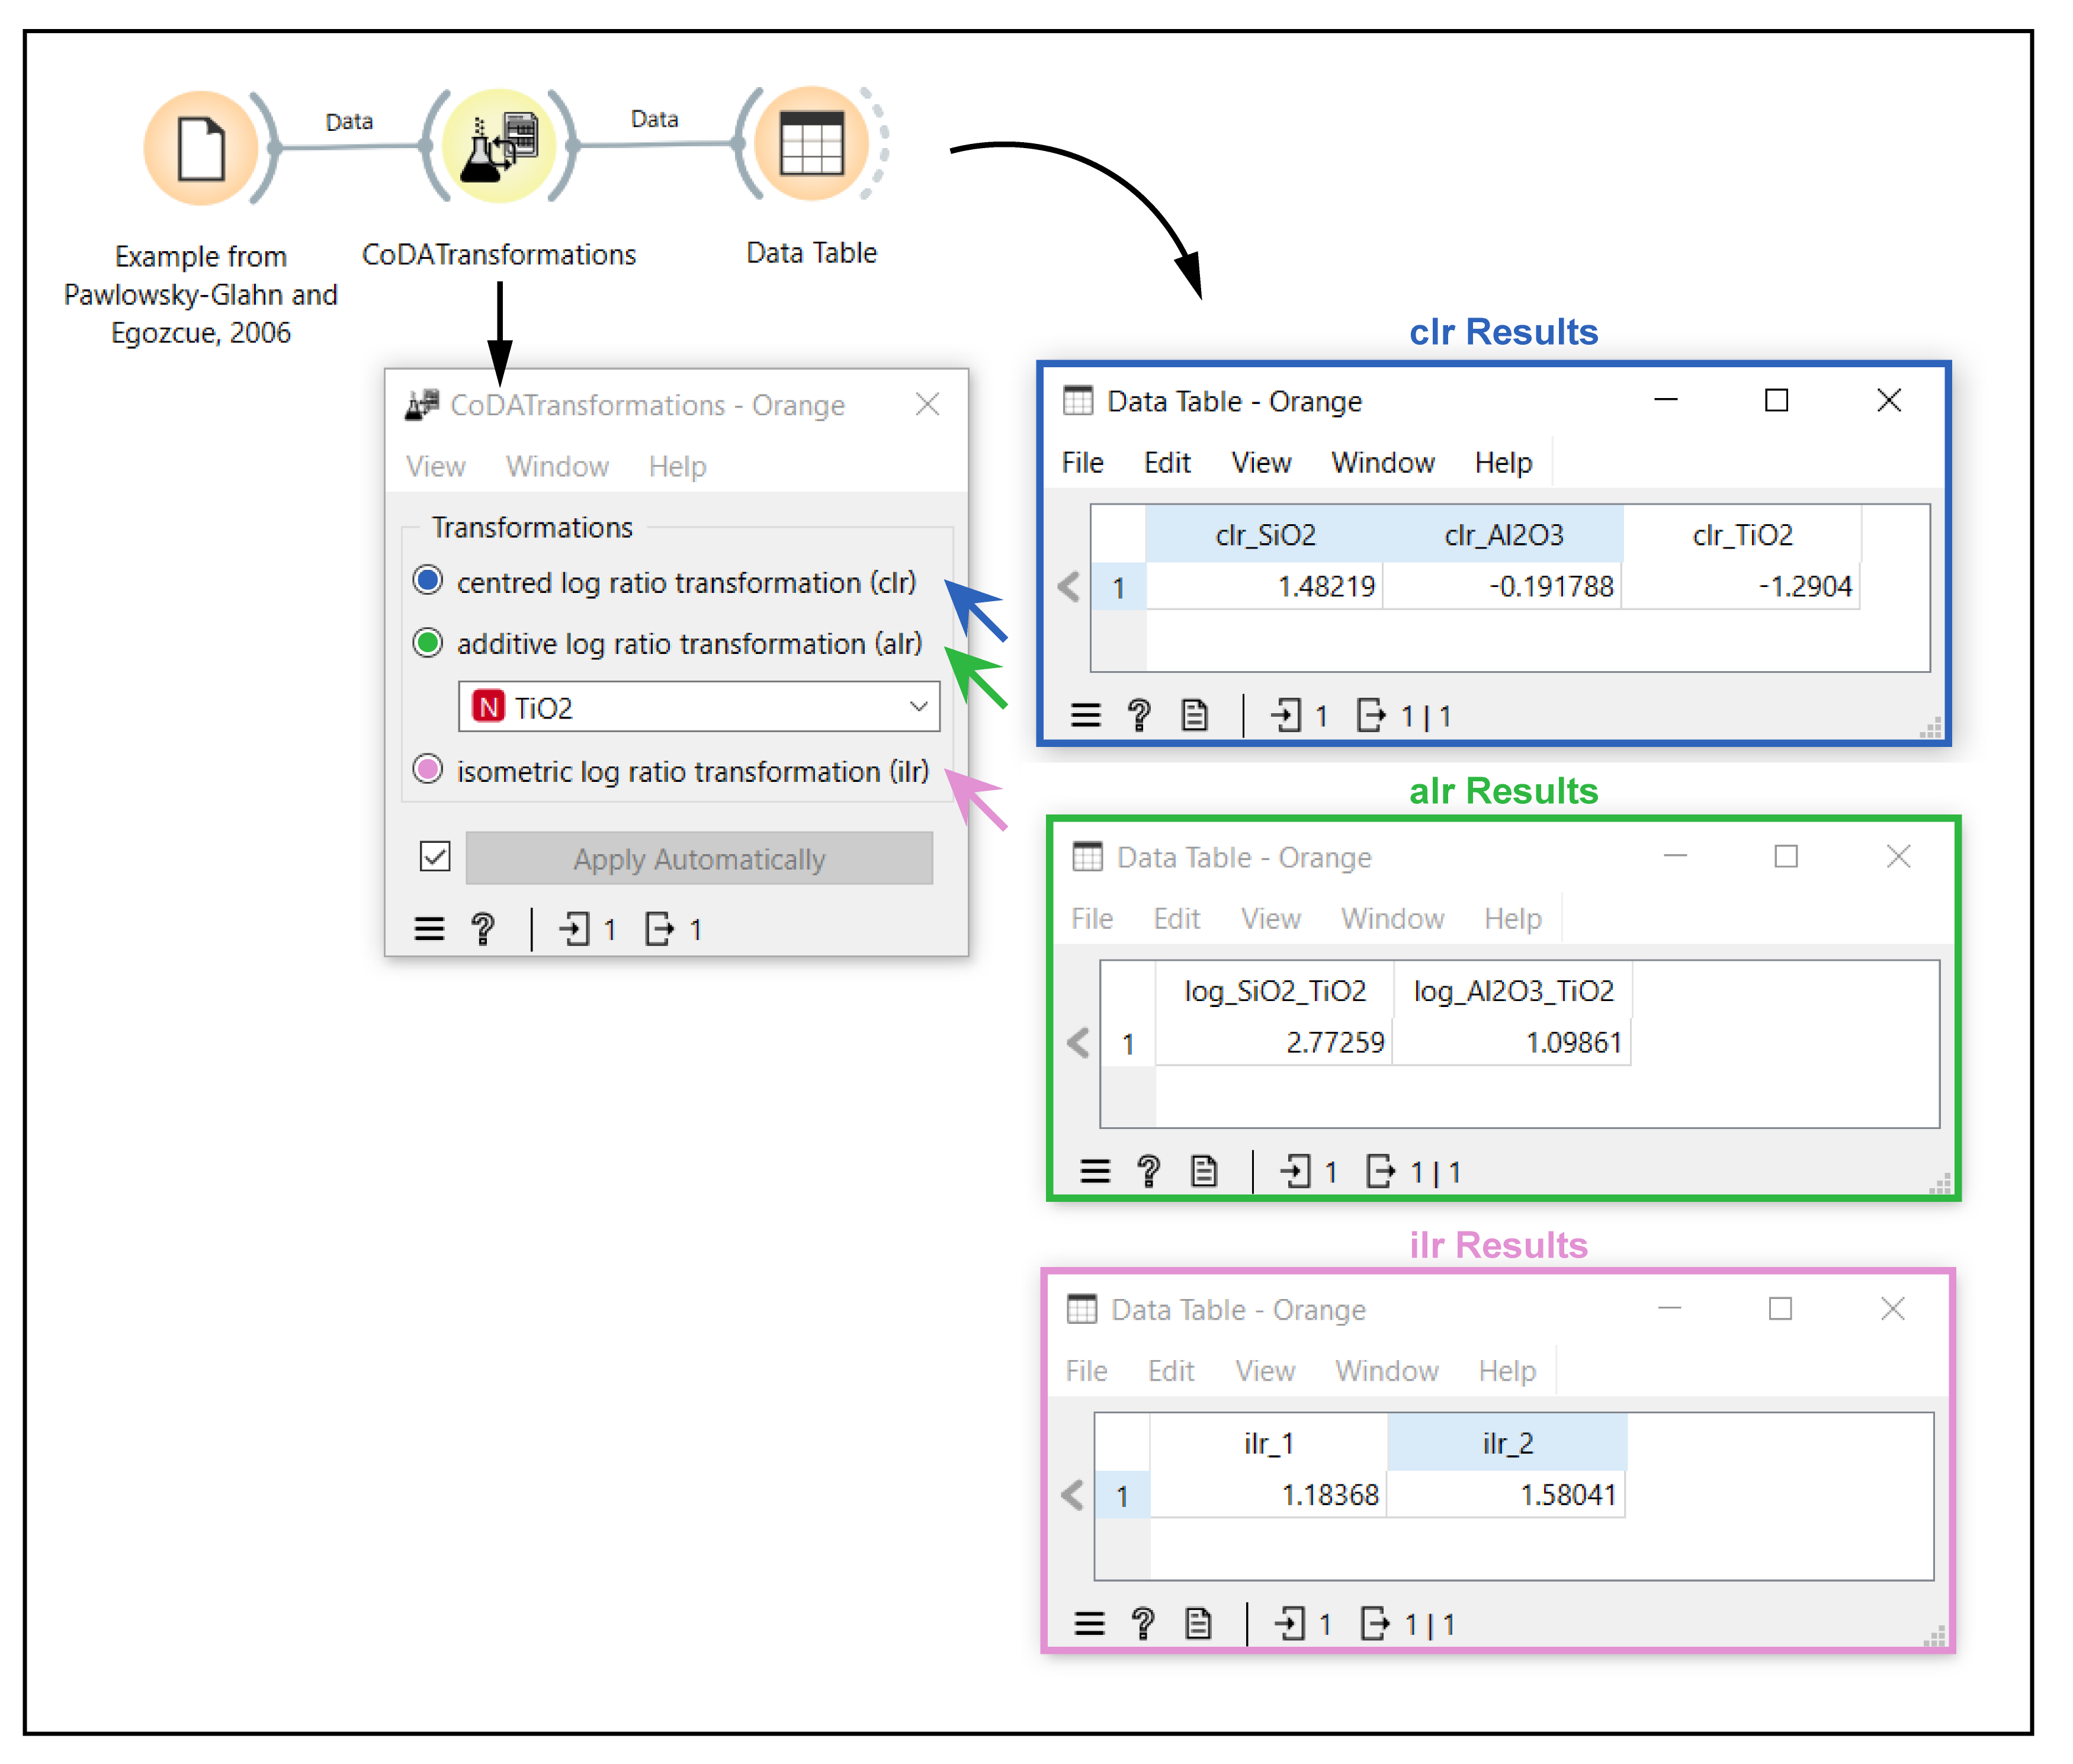 Data
Data
Example from
Pawlowsky-Glahn and
Egozcue, 2006
CoDATransformations
Data Table
CoDATransformations - Orange
View Window Help
Transformations
centred log ratio transformation (clr)
additive log ratio transformation (alr)
N TiO2
isometric log ratio transformation (ilr)
Apply Automatically
? 1 1
clr Results
Data Table - Orange
File Edit View Window Help
clr_SiO2 clr_Al2O3 clr_TiO2
1 1.48219 -0.191788 -1.2904
? 1 1 | 1
alr Results
Data Table - Orange
File Edit View Window Help
log_SiO2_TiO2 log_Al2O3_TiO2
1 2.77259 1.09861
? 1 1 | 1
ilr Results
Data Table - Orange
File Edit View Window Help
ilr_1 ilr_2
1 1.18368 1.58041
? 1 1 | 1